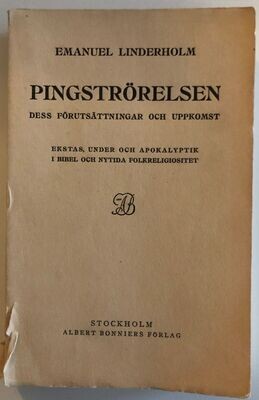 EMANUEL LINDERHOLM
PINGSTRÖRELSEN
DESS FÖRUTSÄTTNINGAR OCH UPPKOMST
EKSTAS, UNDER OCH APOKALYPTIK
I BIBEL OCH NYTIDA FOLKRELIGIOSITET
AB
STOCKHOLM
ALBERT BONNIERS FÖRLAG